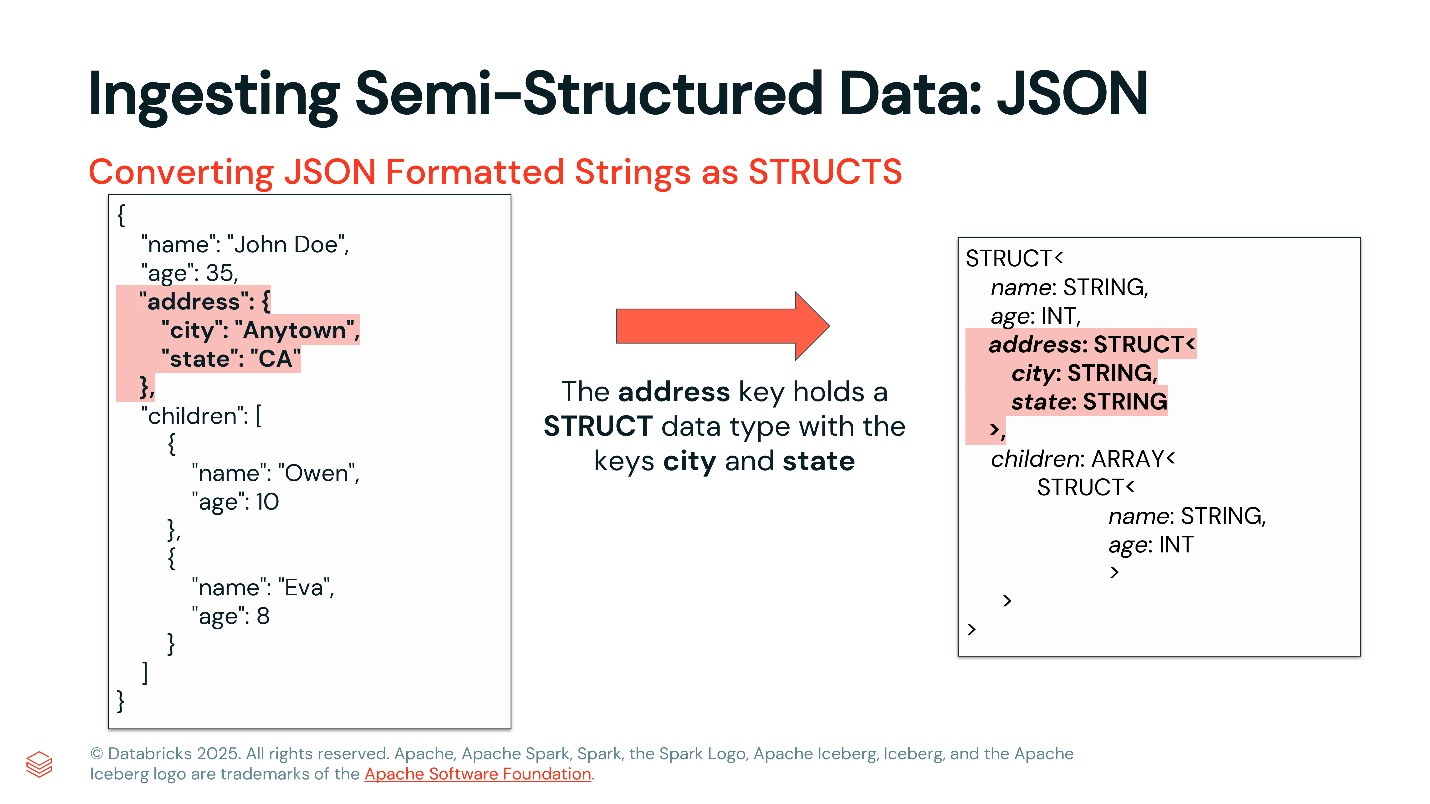 Ingesting Semi-Structured Data: JSON
Converting JSON Formatted Strings as STRUCTS
{
"name": "John Doe",
"age": 35,
"address": {
"city": "Anytown",
"state": "CA"
},
"children": [
{
"name": "Owen",
"age": 10
},
{
"name": "Eva",
"age": 8
}
]
}
The address key holds a
STRUCT data type with the
keys city and state
STRUCT<
name: STRING,
age: INT,
address: STRUCT<
city: STRING,
state: STRING
>,
children: ARRAY<
STRUCT<
name: STRING,
age: INT
>
>
>
© Databricks 2025. All rights reserved. Apache, Apache Spark, Spark, the Spark Logo, Apache Iceberg, Iceberg, and the Apache
Iceberg logo are trademarks of the Apache Software Foundation.